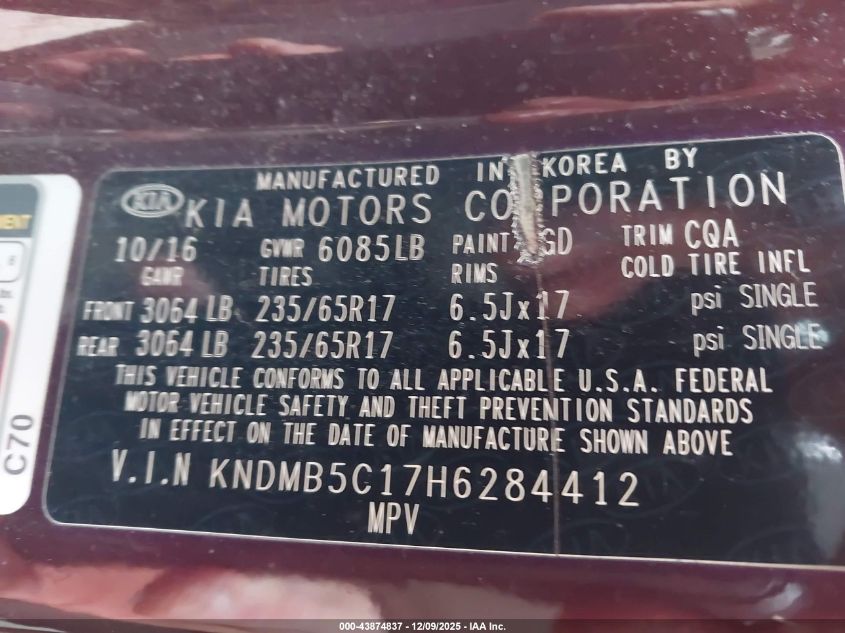 MANUFACTURED IN KOREA BY
KIA KIA MOTORS CORPORATION
10/16 GVWR 6085LB PAINT GD TRIM CQA
GAWR TIRES RIMS COLD TIRE INFL
FRONT 3064 LB 235/65R17 6.5Jx17 psi SINGLE
REAR 3064 LB 235/65R17 6.5Jx17 psi SINGLE
THIS VEHICLE CONFORMS TO ALL APPLICABLE U.S.A. FEDERAL
MOTOR VEHICLE SAFETY AND THEFT PREVENTION STANDARDS
IN EFFECT ON THE DATE OF MANUFACTURE SHOWN ABOVE
V.I.N KNDMB5C17H6284412
MPV
C70
000-43874837 - 12/09/2025 - IAA Inc.